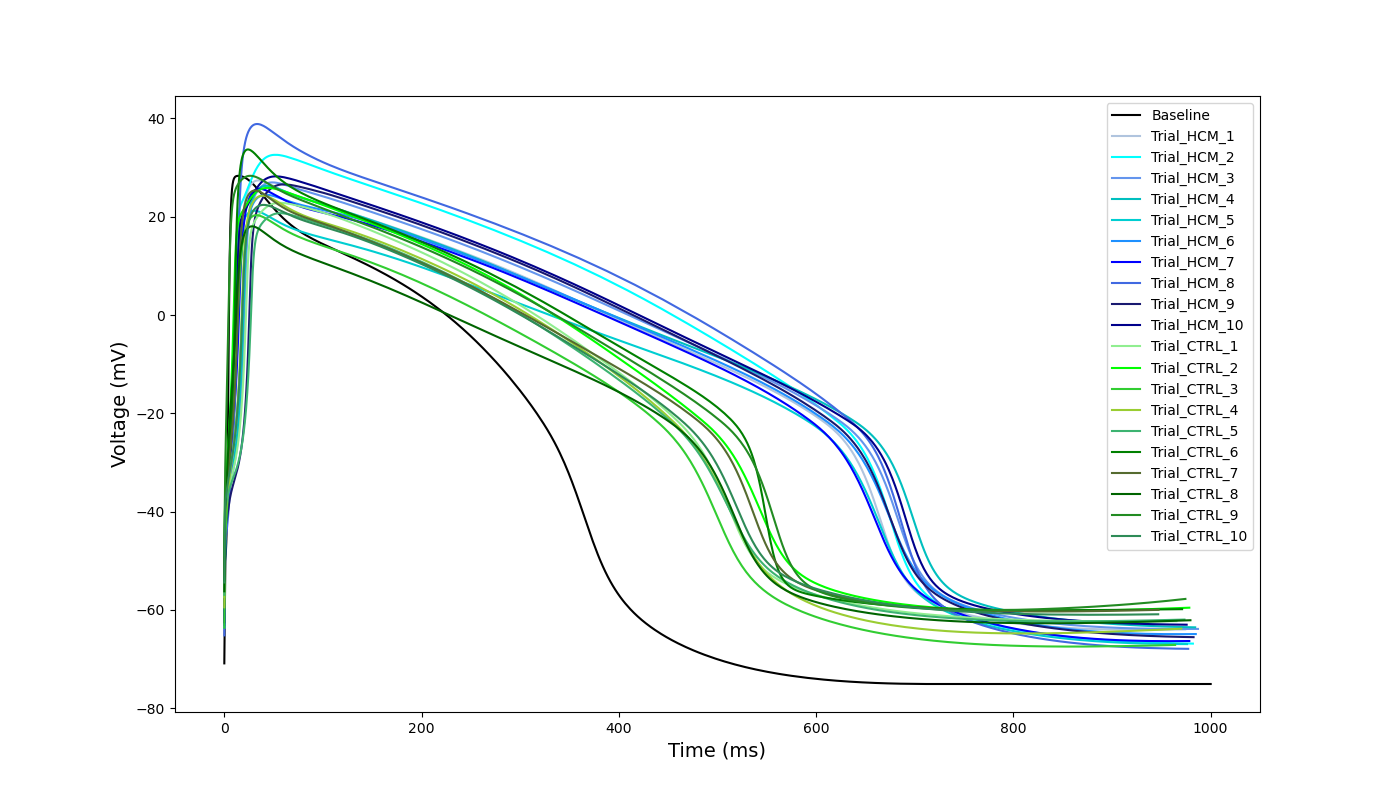 40
20
0
−20
−40
−60
−80
Voltage (mV)
0
200
400
600
800
1000
Time (ms)
Baseline
Trial_HCM_1
Trial_HCM_2
Trial_HCM_3
Trial_HCM_4
Trial_HCM_5
Trial_HCM_6
Trial_HCM_7
Trial_HCM_8
Trial_HCM_9
Trial_HCM_10
Trial_CTRL_1
Trial_CTRL_2
Trial_CTRL_3
Trial_CTRL_4
Trial_CTRL_5
Trial_CTRL_6
Trial_CTRL_7
Trial_CTRL_8
Trial_CTRL_9
Trial_CTRL_10